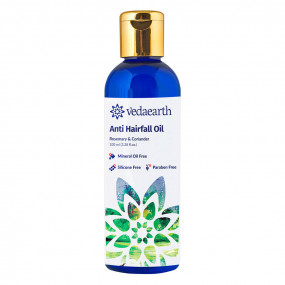 vedaearth
Anti Hairfall Oil
Rosemary & Coriander
Mineral Oil Free
Silicone Free
Paraben Free